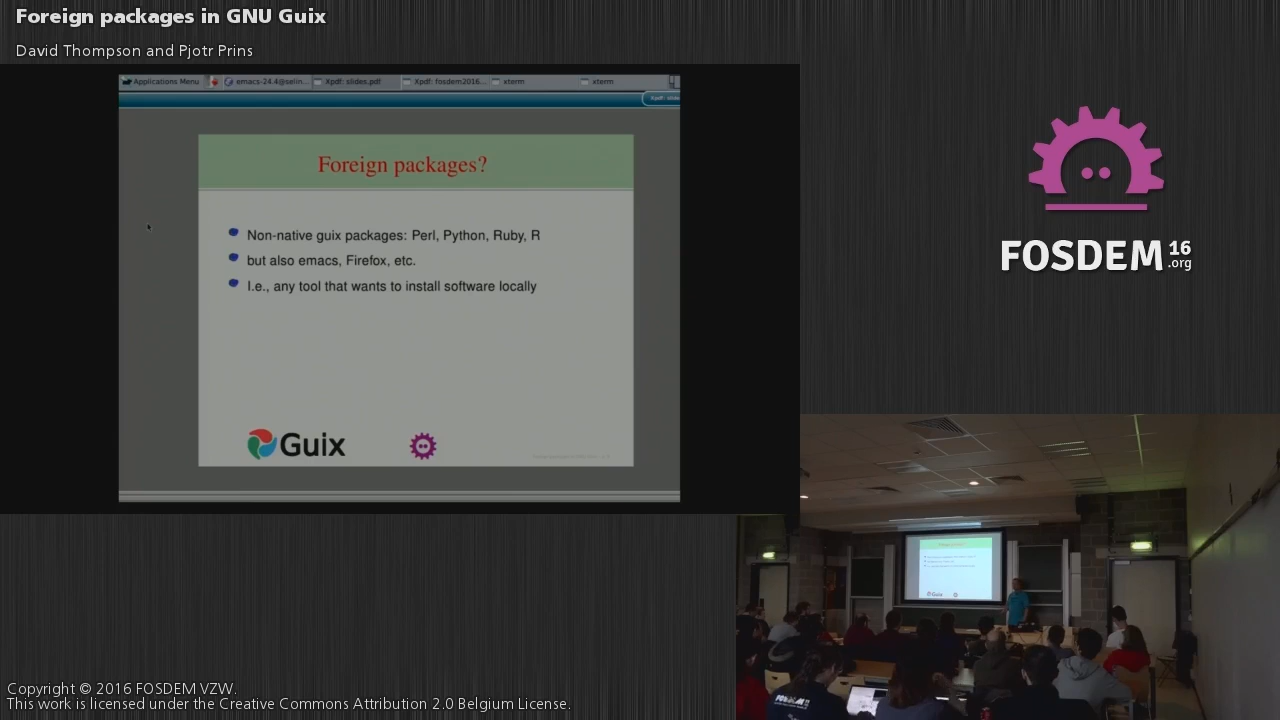 Foreign packages in GNU Guix
David Thompson and Pjotr Prins
Applications Menu
emacs-24.4@selin...
Xpdf: slides.pdf
Xpdf: fosdem2016...
xterm
xterm
Foreign packages?
Non-native guix packages: Perl, Python, Ruby, R
but also emacs, Firefox, etc.
I.e., any tool that wants to install software locally
Guix
FOSDEM 16
.org
Guix
FOSDEM
Copyright © 2016 FOSDEM VZW.
This work is licensed under the Creative Commons Attribution 2.0 Belgium License.